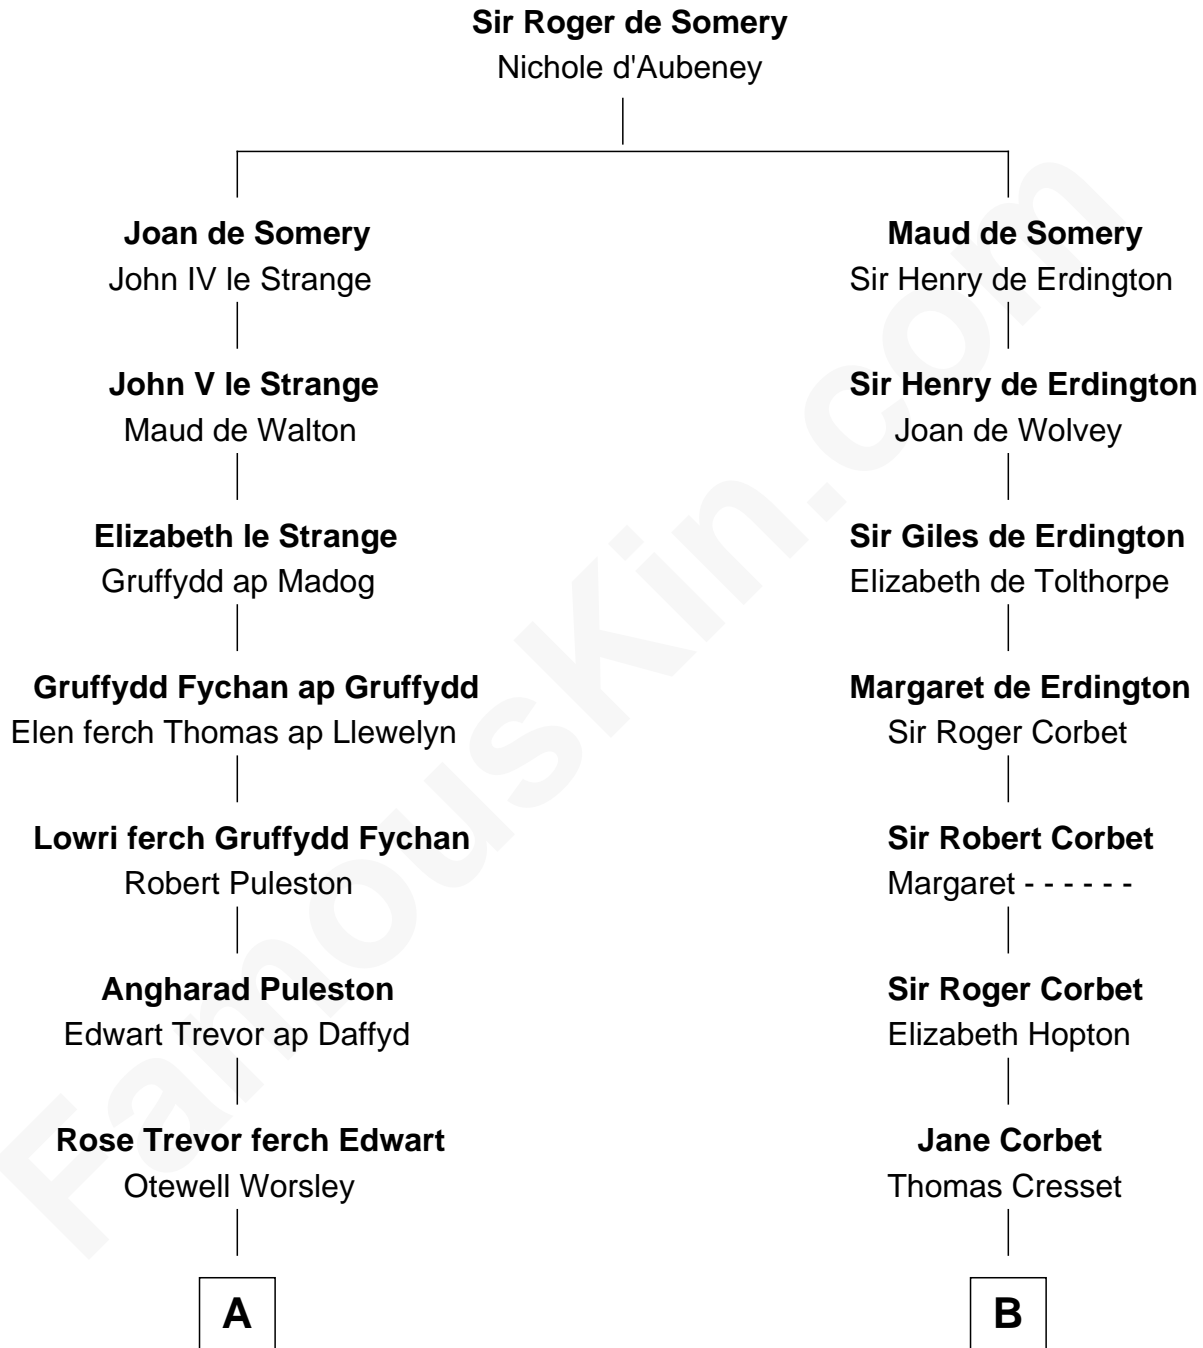 Sir Roger de Somery
Nichole d'Aubeney
Joan de Somery
John IV le Strange
Maud de Somery
Sir Henry de Erdington
John V le Strange
Maud de Walton
Sir Henry de Erdington
Joan de Wolvey
Elizabeth le Strange
Gruffydd ap Madog
Sir Giles de Erdington
Elizabeth de Tolthorpe
Gruffydd Fychan ap Gruffydd
Elen ferch Thomas ap Llewelyn
Margaret de Erdington
Sir Roger Corbet
Lowri ferch Gruffydd Fychan
Robert Puleston
Sir Robert Corbet
Margaret - - - - - -
Angharad Puleston
Edwart Trevor ap Daffyd
Sir Roger Corbet
Elizabeth Hopton
Rose Trevor ferch Edwart
Otewell Worsley
Jane Corbet
Thomas Cresset
A
B
FamousKin.com